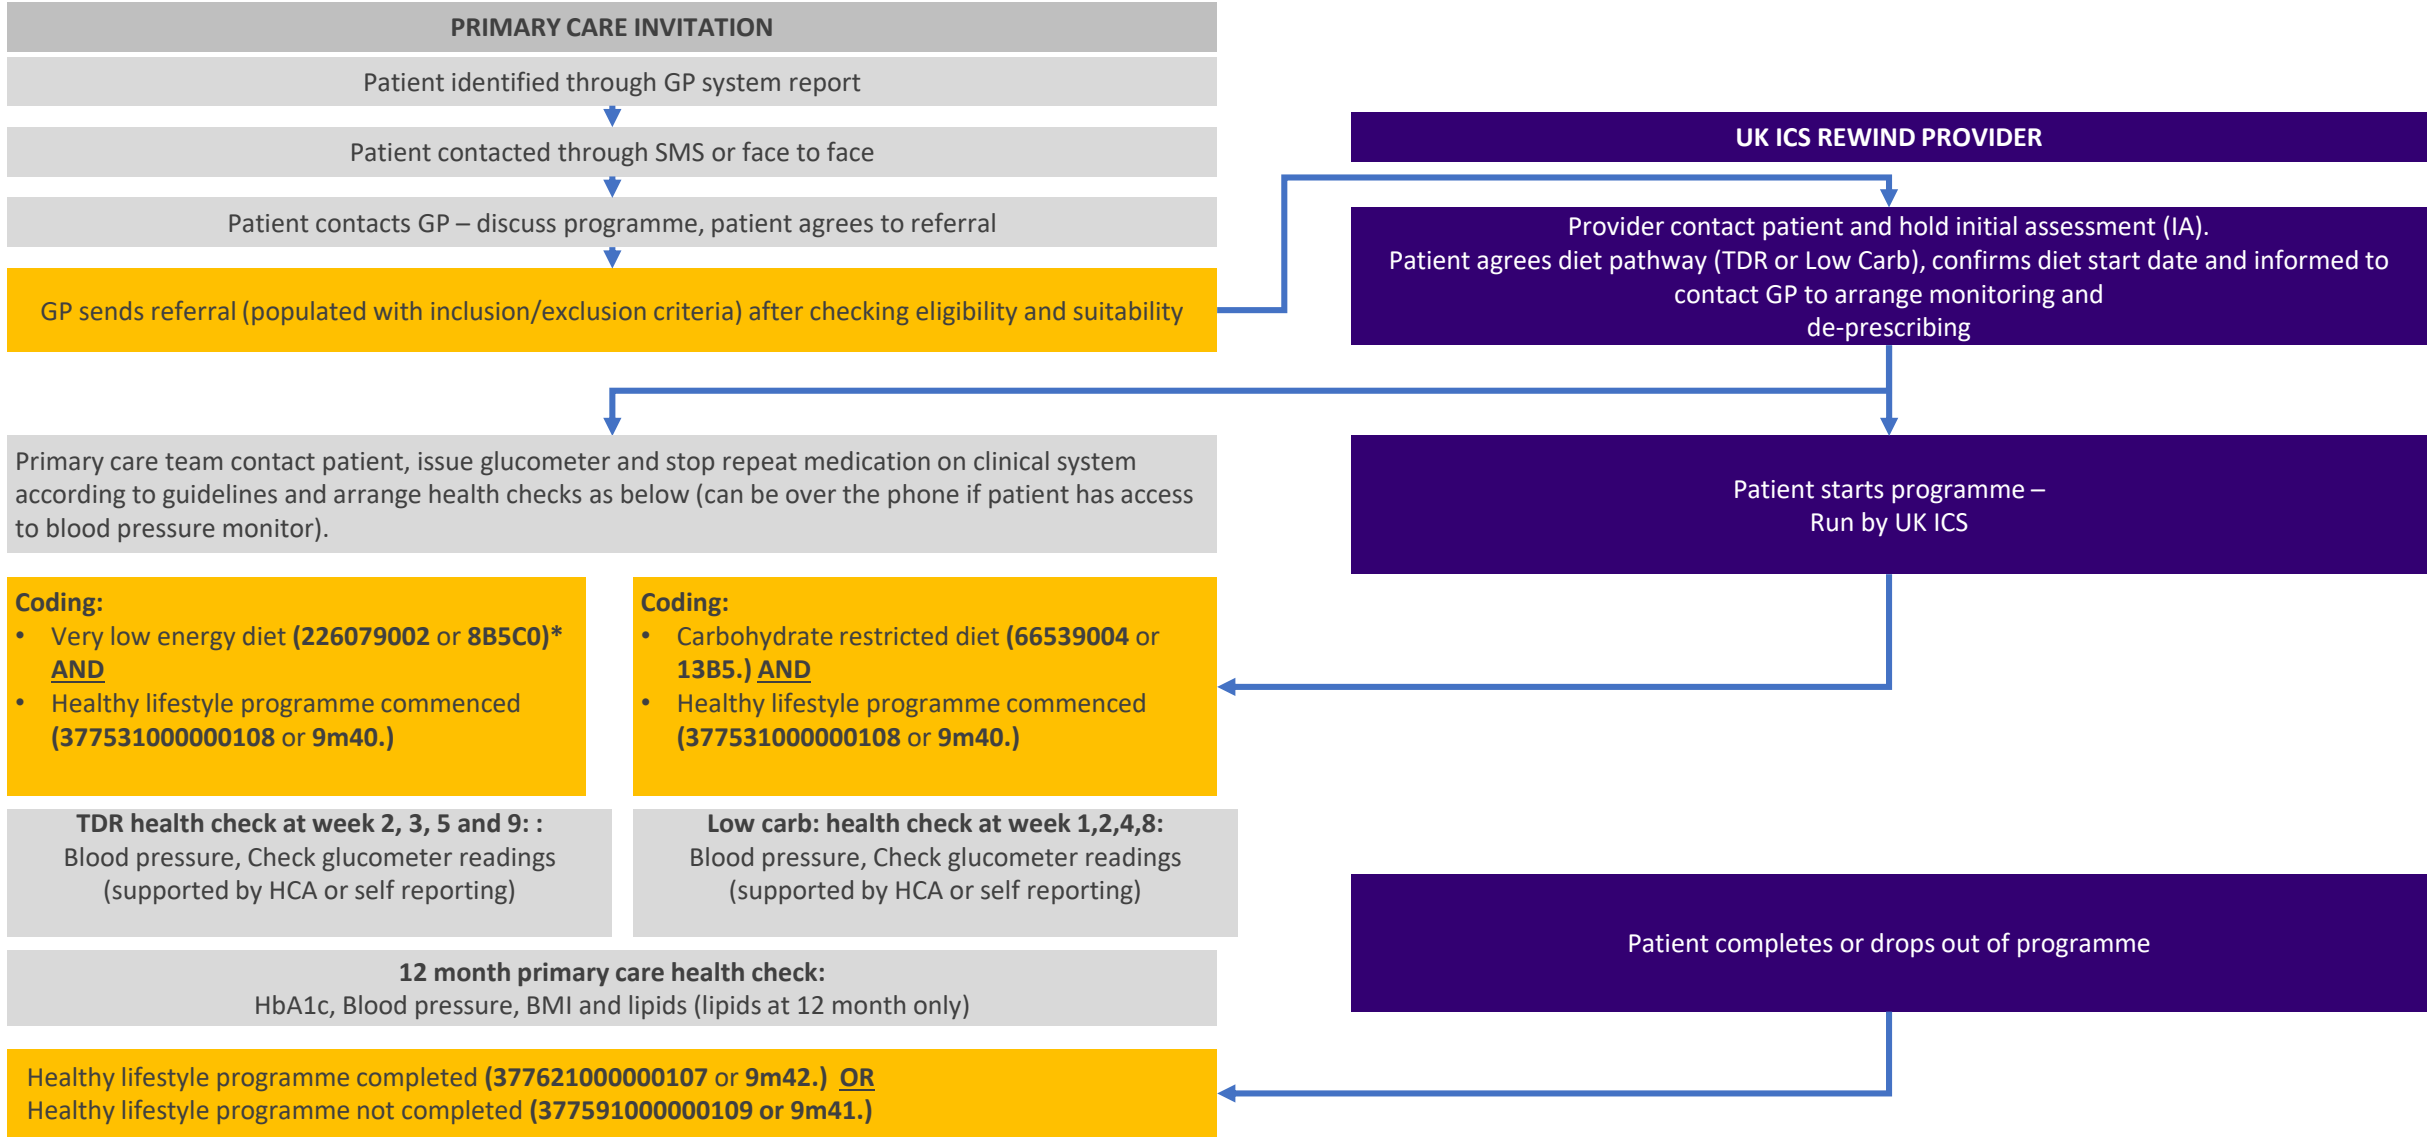 PRIMARY CARE INVITATION
Patient identified through GP system report
Patient contacted through SMS or face to face
Patient contacts GP – discuss programme, patient agrees to referral
GP sends referral (populated with inclusion/exclusion criteria) after checking eligibility and suitability
UK ICS REWIND PROVIDER
Provider contact patient and hold initial assessment (IA).
Patient agrees diet pathway (TDR or Low Carb), confirms diet start date and informed to
contact GP to arrange monitoring and
de-prescribing
Primary care team contact patient, issue glucometer and stop repeat medication on clinical system
according to guidelines and arrange health checks as below (can be over the phone if patient has access
to blood pressure monitor).
Patient starts programme –
Run by UK ICS
Coding:
• Very low energy diet (226079002 or 8B5C0)*
AND
• Healthy lifestyle programme commenced
(377531000000108 or 9m40.)
Coding:
• Carbohydrate restricted diet (66539004 or
13B5.) AND
• Healthy lifestyle programme commenced
(377531000000108 or 9m40.)
TDR health check at week 2, 3, 5 and 9: :
Blood pressure, Check glucometer readings
(supported by HCA or self reporting)
Low carb: health check at week 1,2,4,8:
Blood pressure, Check glucometer readings
(supported by HCA or self reporting)
Patient completes or drops out of programme
12 month primary care health check:
HbA1c, Blood pressure, BMI and lipids (lipids at 12 month only)
Healthy lifestyle programme completed (377621000000107 or 9m42.) OR
Healthy lifestyle programme not completed (377591000000109 or 9m41.)